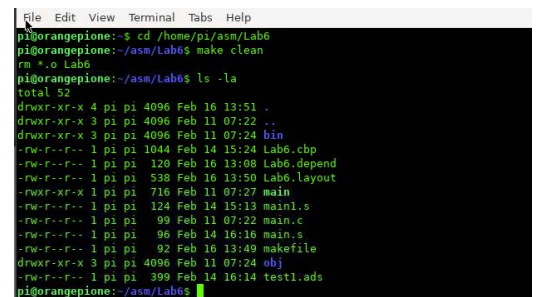 File Edit View Terminal Tabs Help
pi@orangepione:~$ cd /home/pi/asm/Lab6
pi@orangepione:~/asm/Lab6$ make clean
rm *.o Lab6
pi@orangepione:~/asm/Lab6$ ls -la
total 52
drwxr-xr-x 4 pi pi 4096 Feb 16 13:51 .
drwxr-xr-x 3 pi pi 4096 Feb 11 07:22 ..
drwxr-xr-x 3 pi pi 4096 Feb 11 07:24 bin
-rw-r--r-- 1 pi pi 1044 Feb 14 15:24 Lab6.cbp
-rw-r--r-- 1 pi pi  120 Feb 16 13:08 Lab6.depend
-rw-r--r-- 1 pi pi  538 Feb 16 13:50 Lab6.layout
-rwxr-xr-x 1 pi pi  716 Feb 11 07:27 main
-rw-r--r-- 1 pi pi  124 Feb 14 15:13 main1.s
-rw-r--r-- 1 pi pi   99 Feb 11 07:22 main.c
-rw-r--r-- 1 pi pi   96 Feb 14 16:16 main.s
-rw-r--r-- 1 pi pi   92 Feb 16 13:49 makefile
drwxr-xr-x 3 pi pi 4096 Feb 11 07:24 obj
-rw-r--r-- 1 pi pi  399 Feb 14 16:14 test1.ads
pi@orangepione:~/asm/Lab6$